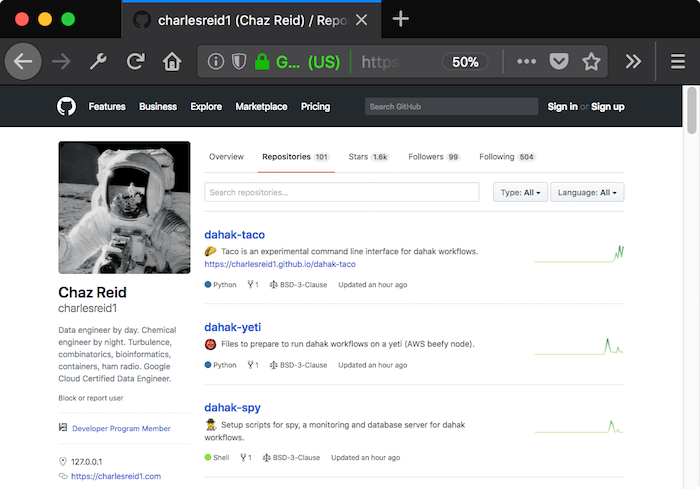 charlesreid1 (Chaz Reid) / Repo
G... (US)
https
50%
Features
Business
Explore
Marketplace
Pricing
Search GitHub
Sign in or Sign up
Overview
Repositories 101
Stars 1.6k
Followers 99
Following 504
Search repositories...
Type: All
Language: All
dahak-taco
Taco is an experimental command line interface for dahak workflows.
https://charlesreid1.github.io/dahak-taco
Python
1
BSD-3-Clause
Updated an hour ago
dahak-yeti
Files to prepare to run dahak workflows on a yeti (AWS beefy node).
Python
1
BSD-3-Clause
Updated an hour ago
dahak-spy
Setup scripts for spy, a monitoring and database server for dahak
workflows.
Shell
1
BSD-3-Clause
Updated an hour ago
Chaz Reid
charlesreid1
Data engineer by day. Chemical
engineer by night. Turbulence,
combinatorics, bioinformatics,
containers, ham radio. Google
Cloud Certified Data Engineer.
Block or report user
Developer Program Member
127.0.0.1
https://charlesreid1.com